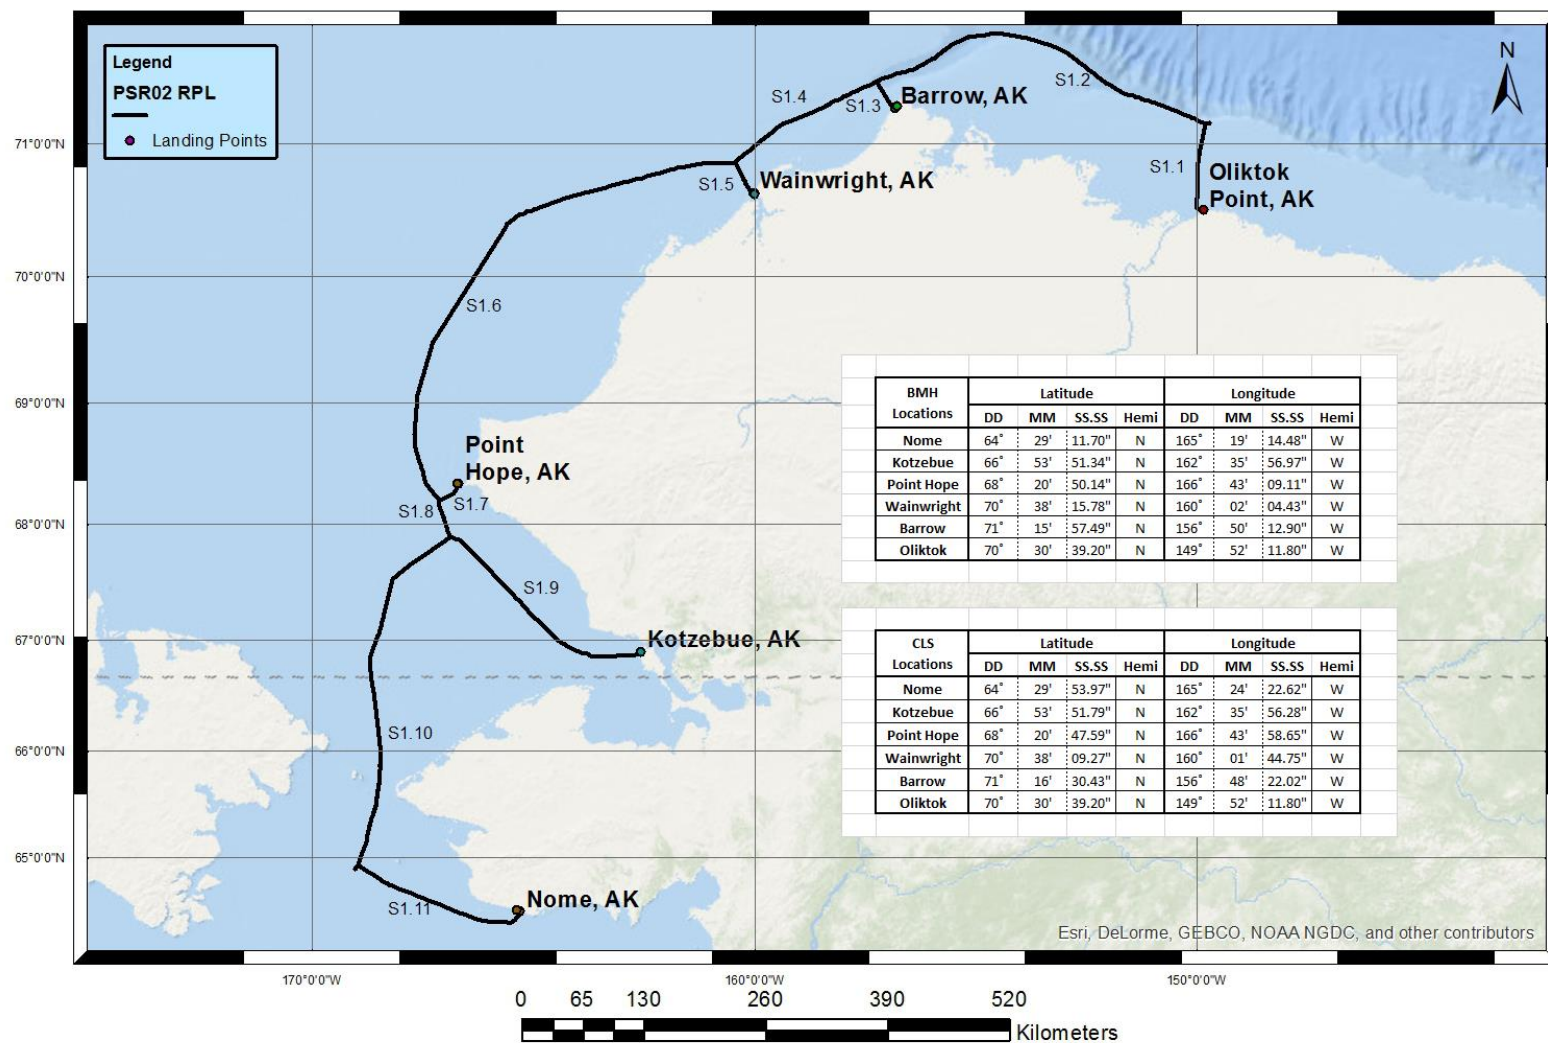 Legend
PSR02 RPL
Landing Points
N
S1.4
S1.3
Barrow, AK
S1.2
71°0'0"N
S1.5
Wainwright, AK
S1.1
Oliktok
Point, AK
70°0'0"N
S1.6
69°0'0"N
Point
Hope, AK
S1.7
S1.8
68°0'0"N
S1.9
67°0'0"N
Kotzebue, AK
S1.10
66°0'0"N
65°0'0"N
S1.11
Nome, AK
BMH Locations Latitude Longitude
DD MM SS.SS Hemi DD MM SS.SS Hemi
Nome 64° 29' 11.70" N 165° 19' 14.48" W
Kotzebue 66° 53' 51.34" N 162° 35' 56.97" W
Point Hope 68° 20' 50.14" N 166° 43' 09.11" W
Wainwright 70° 38' 15.78" N 160° 02' 04.43" W
Barrow 71° 15' 57.49" N 156° 50' 12.90" W
Oliktok 70° 30' 39.20" N 149° 52' 11.80" W
CLS Locations Latitude Longitude
DD MM SS.SS Hemi DD MM SS.SS Hemi
Nome 64° 29' 53.97" N 165° 24' 22.62" W
Kotzebue 66° 53' 51.79" N 162° 35' 56.28" W
Point Hope 68° 20' 47.59" N 166° 43' 58.65" W
Wainwright 70° 38' 09.27" N 160° 01' 44.75" W
Barrow 71° 16' 30.43" N 156° 48' 22.02" W
Oliktok 70° 30' 39.20" N 149° 52' 11.80" W
Esri, DeLorme, GEBCO, NOAA NGDC, and other contributors
170°0'0"W 160°0'0"W 150°0'0"W
0 65 130 260 390 520
Kilometers